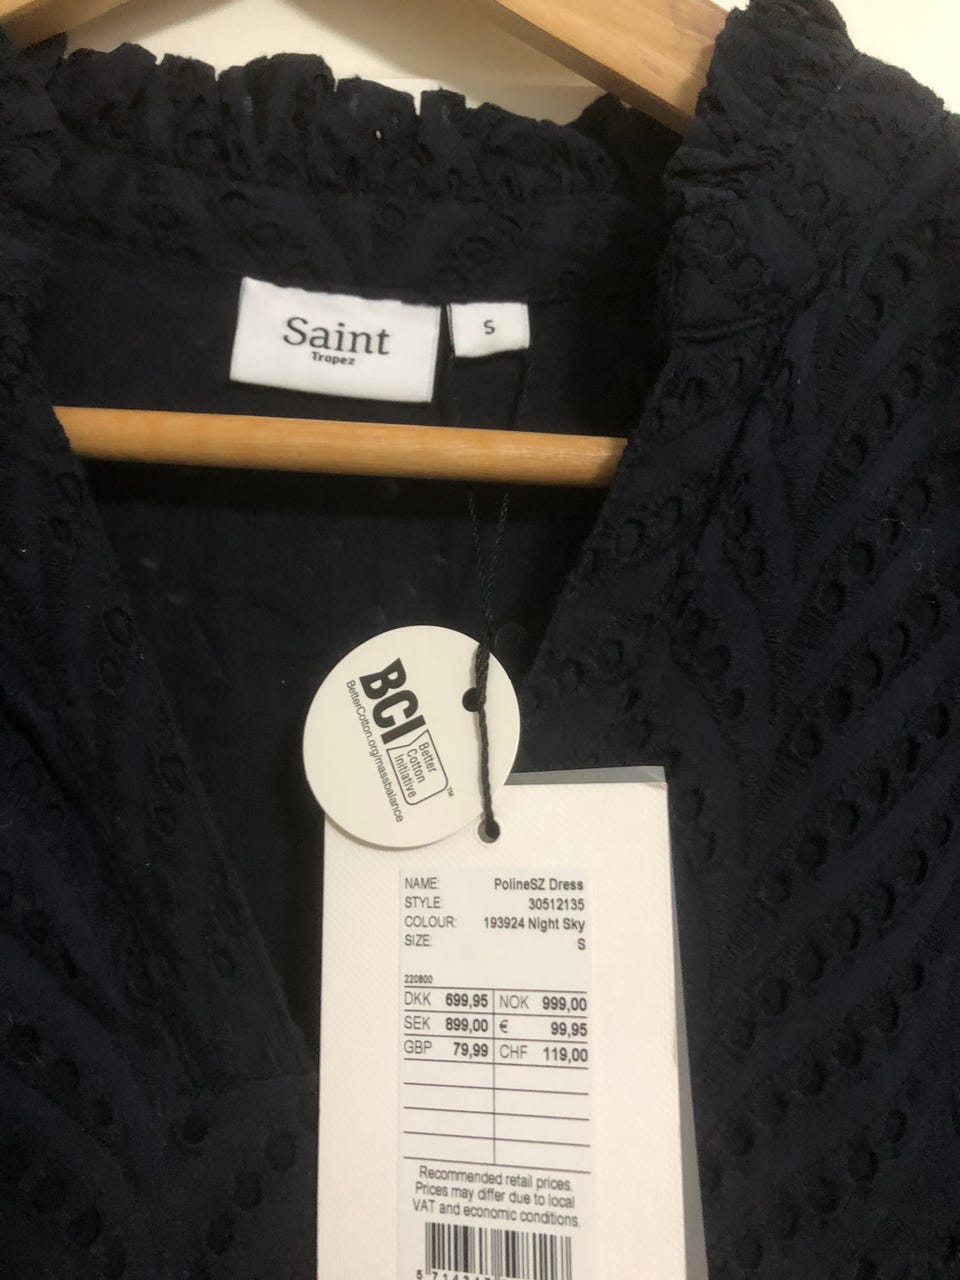 Saint
Tropez
S
BCI
Better
Cotton
Initiative
TM
BetterCotton.org/massbalance
NAME: PolineSZ Dress
STYLE: 30512135
COLOUR: 193924 Night Sky
SIZE: S
220800
DKK 699,95 NOK 999,00
SEK 899,00 € 99,95
GBP 79,99 CHF 119,00
Recommended retail prices.
Prices may differ due to local
VAT and economic conditions.